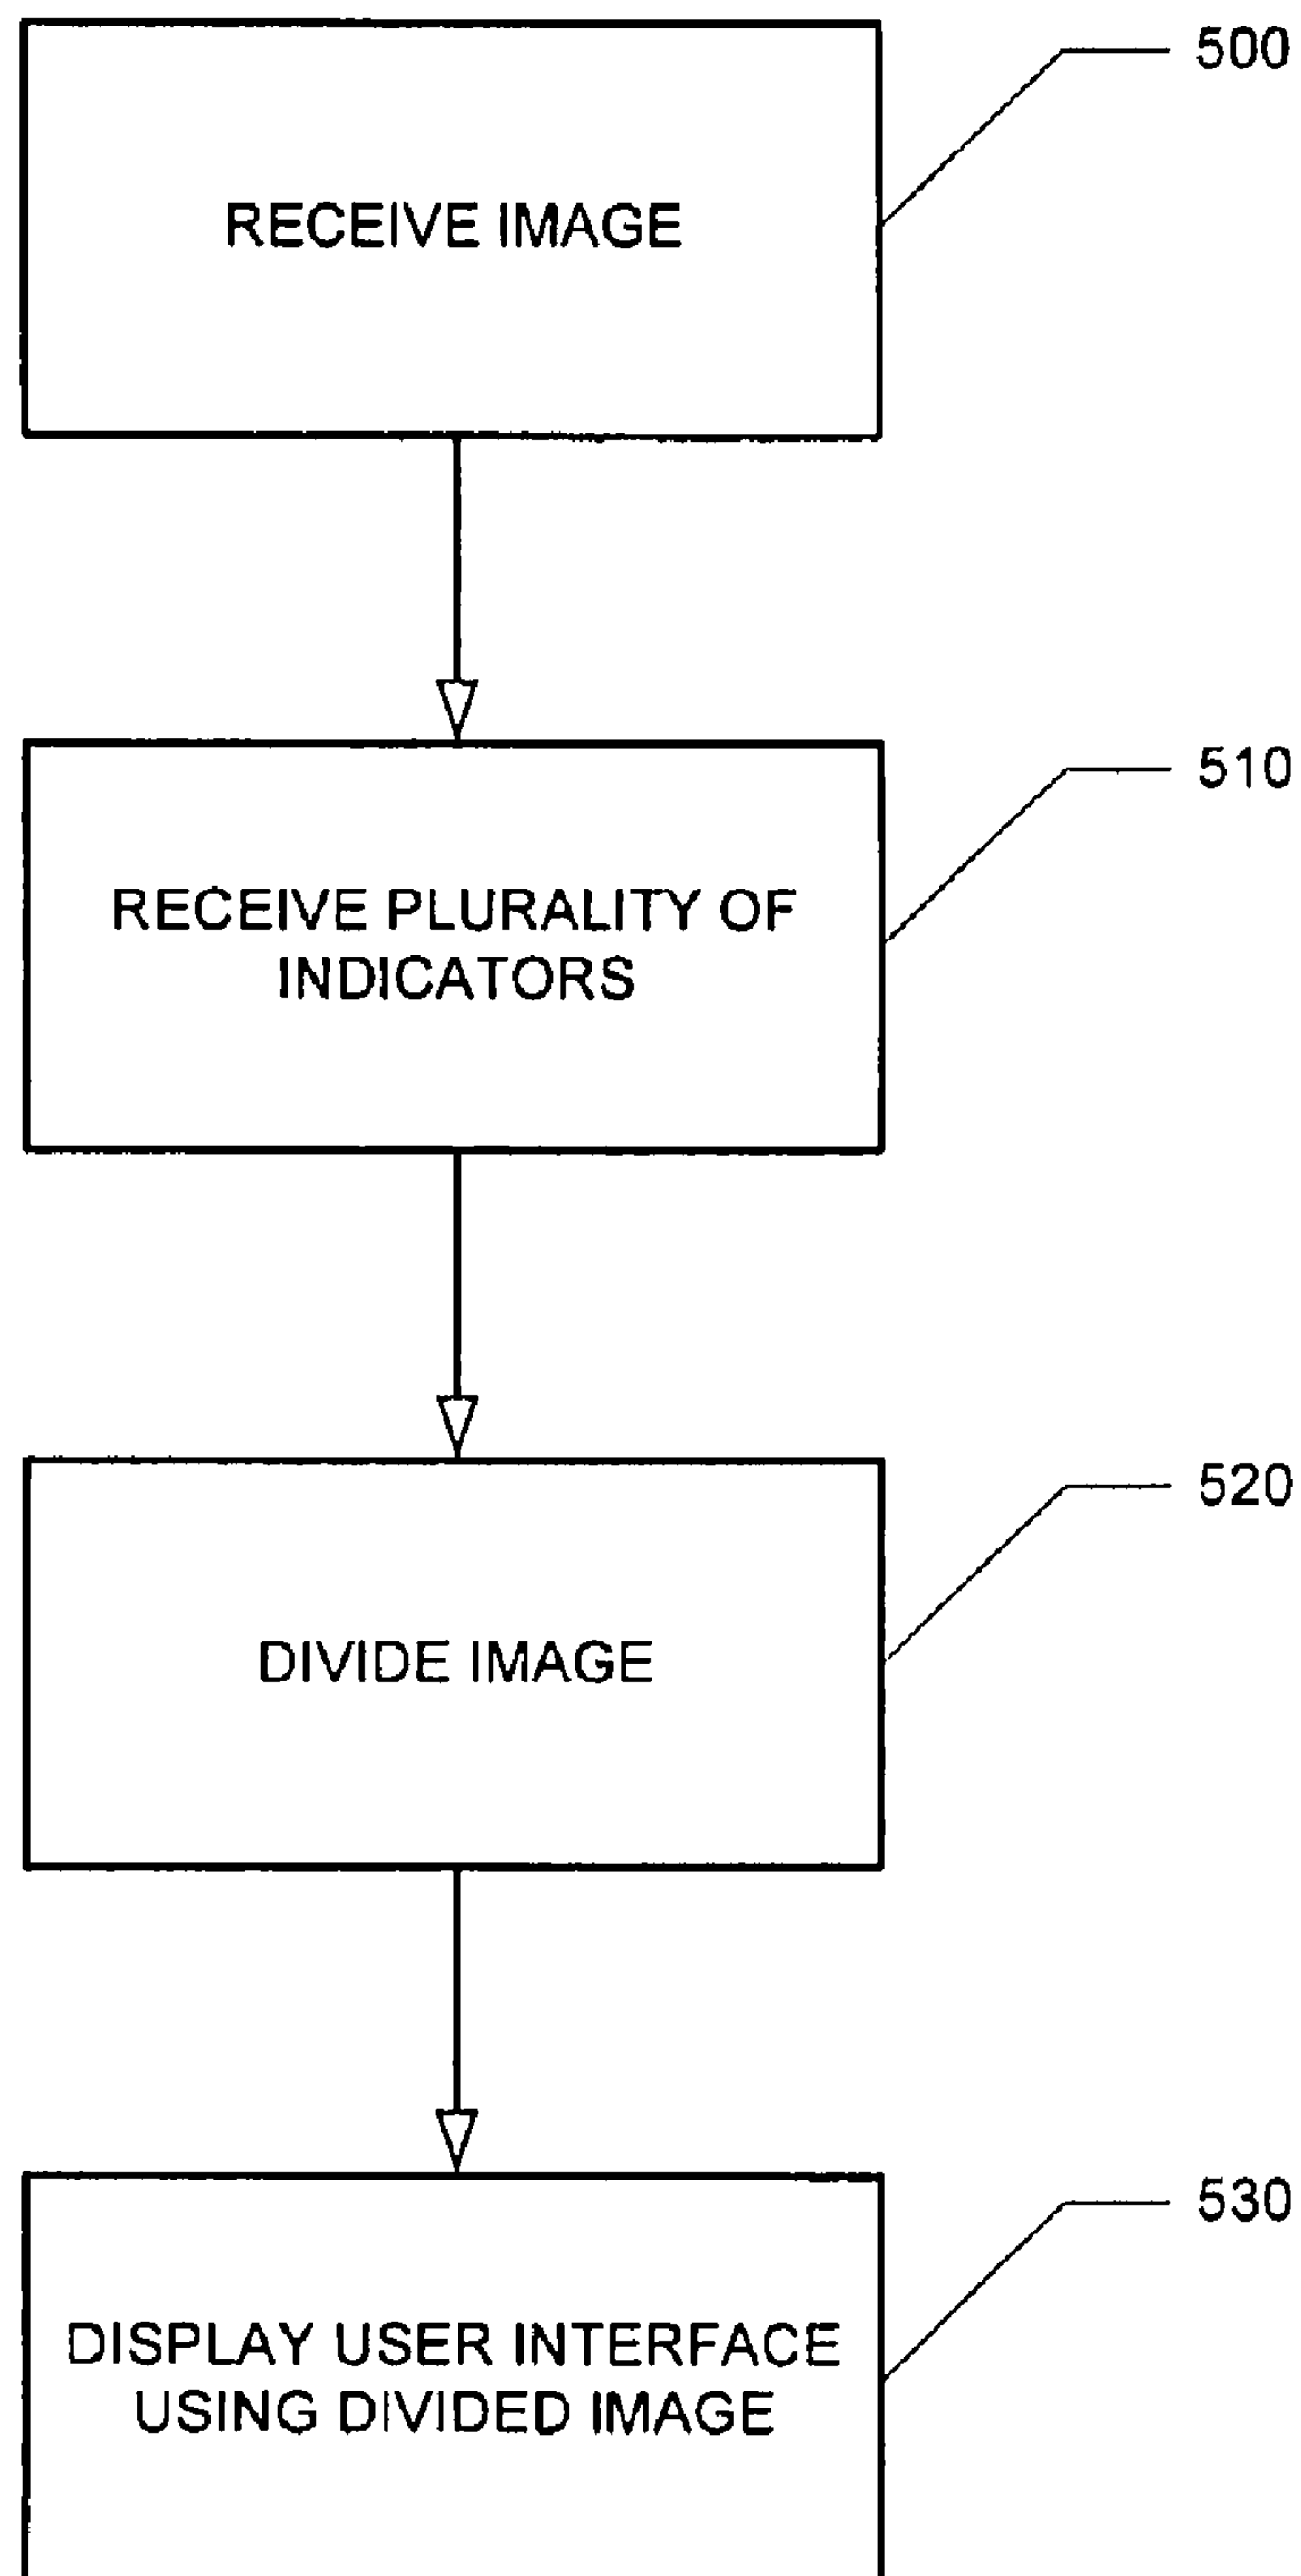 500
RECEIVE IMAGE
510
RECEIVE PLURALITY OF
INDICATORS
520
DIVIDE IMAGE
530
DISPLAY USER INTERFACE
USING DIVIDED IMAGE